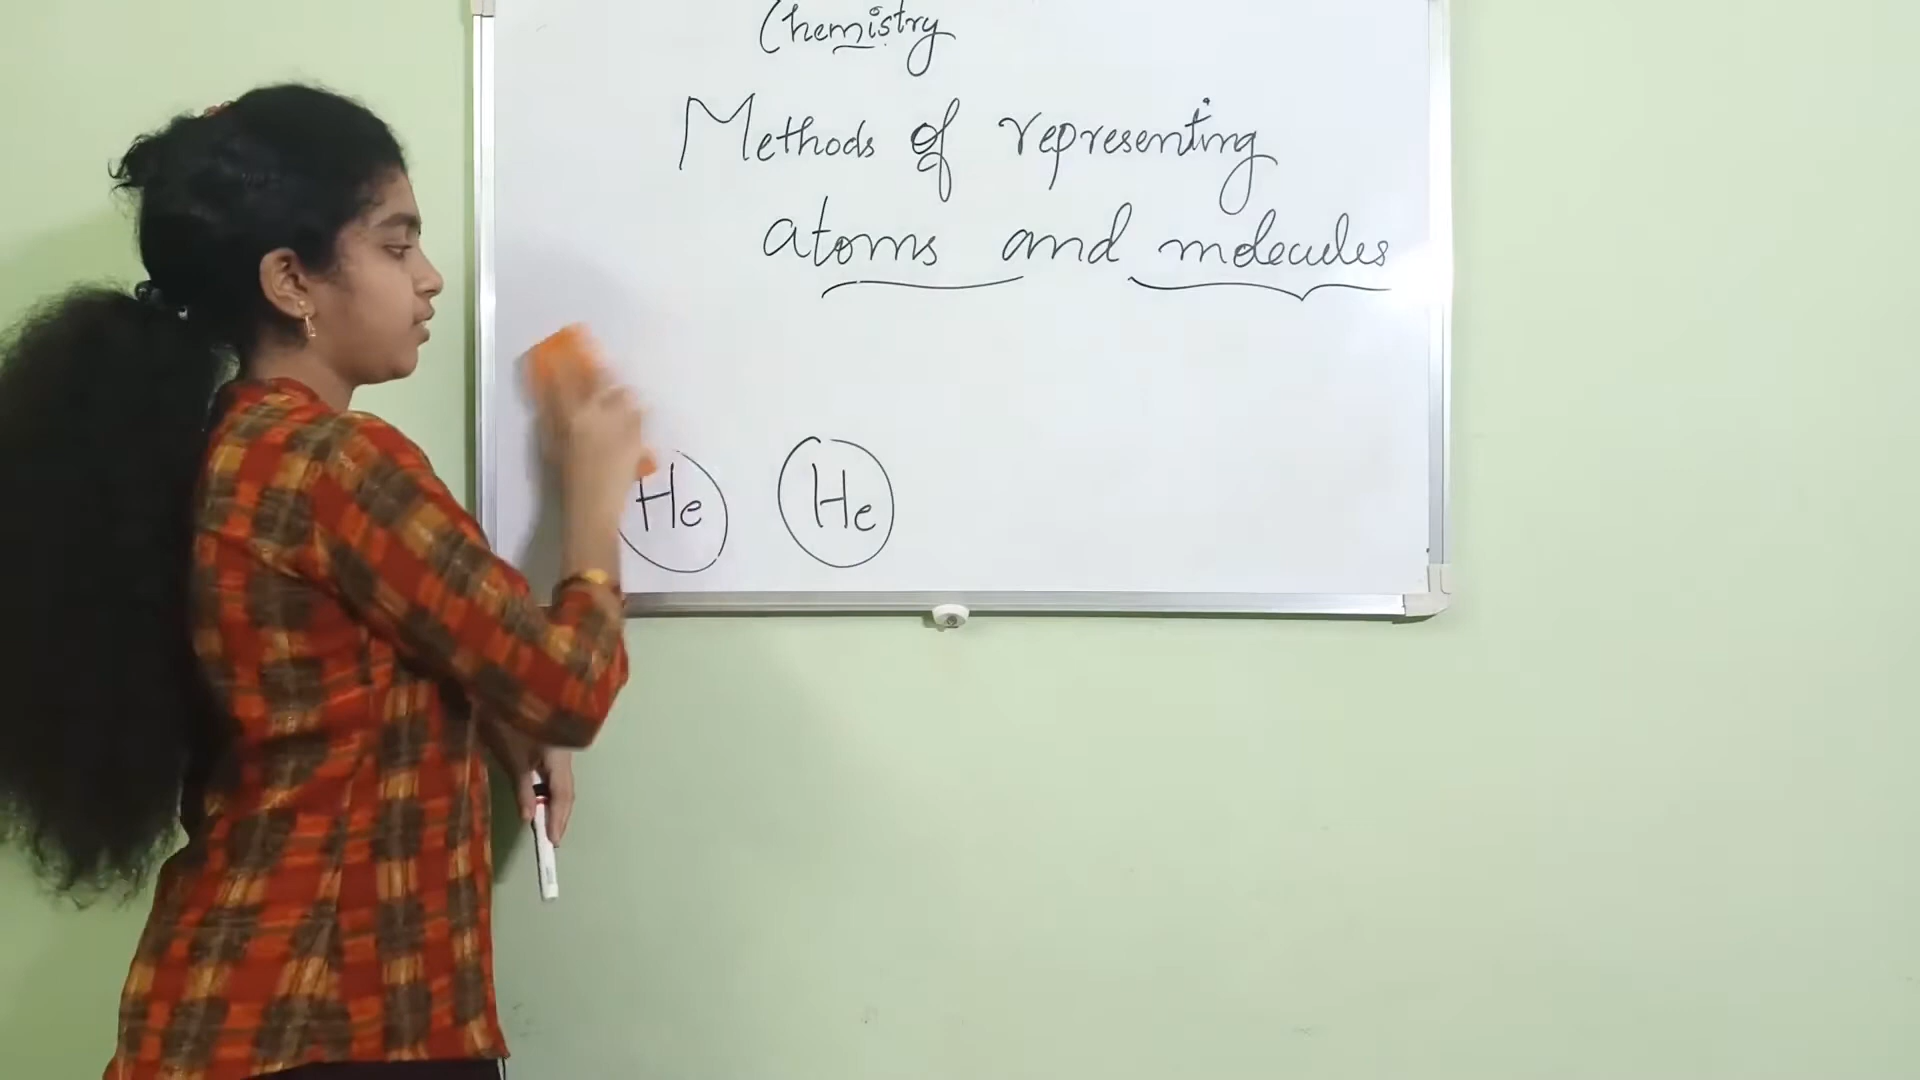 Chemistry
Methods of representing
atoms and molecules
He He